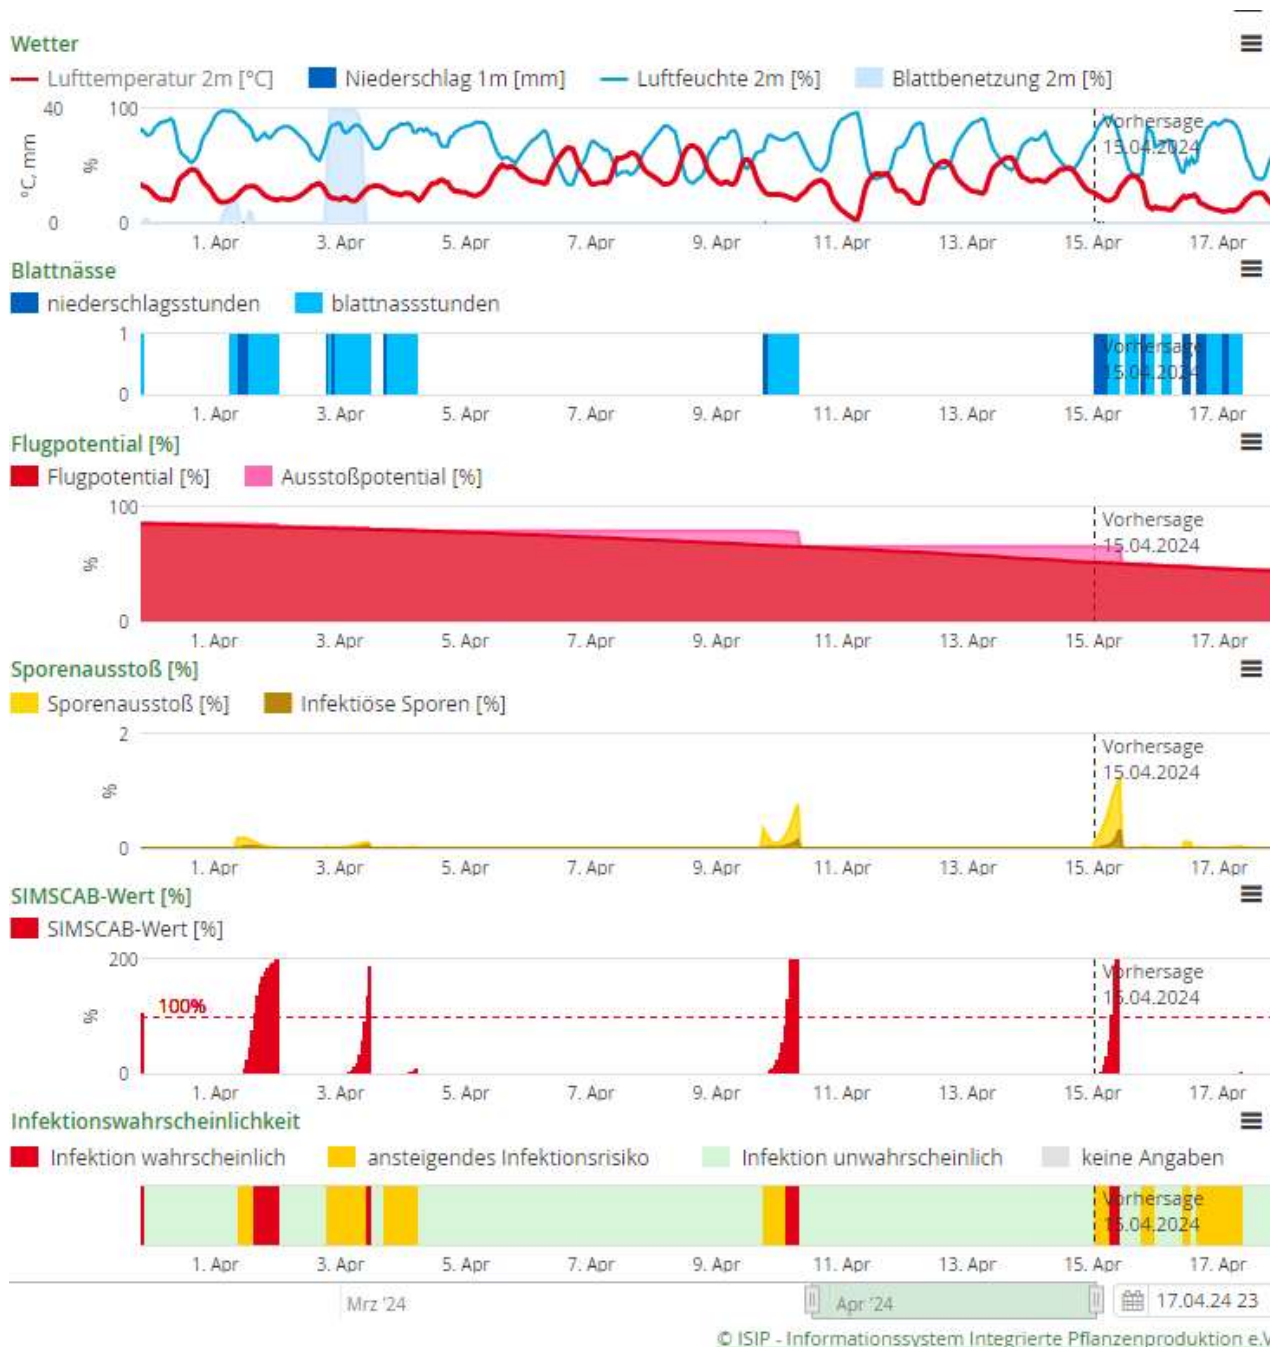 Wetter
Lufttemperatur 2m [°C] Niederschlag 1m [mm] Luftfeuchte 2m [%] Blattbenetzung 2m [%]
40 100
°C, mm %
0 0
Vorhersage
15.04.2024
1. Apr 3. Apr 5. Apr 7. Apr 9. Apr 11. Apr 13. Apr 15. Apr 17. Apr
Blattnässe
niederschlagsstunden blattnassstunden
1
0
Vorhersage
15.04.2024
1. Apr 3. Apr 5. Apr 7. Apr 9. Apr 11. Apr 13. Apr 15. Apr 17. Apr
Flugpotential [%]
Flugpotential [%] Ausstoßpotential [%]
100
%
0
Vorhersage
15.04.2024
1. Apr 3. Apr 5. Apr 7. Apr 9. Apr 11. Apr 13. Apr 15. Apr 17. Apr
Sporenausstoß [%]
Sporenausstoß [%] Infektiöse Sporen [%]
2
%
0
Vorhersage
15.04.2024
1. Apr 3. Apr 5. Apr 7. Apr 9. Apr 11. Apr 13. Apr 15. Apr 17. Apr
SIMSCAB-Wert [%]
SIMSCAB-Wert [%]
200
100%
%
0
Vorhersage
15.04.2024
1. Apr 3. Apr 5. Apr 7. Apr 9. Apr 11. Apr 13. Apr 15. Apr 17. Apr
Infektionswahrscheinlichkeit
Infektion wahrscheinlich ansteigendes Infektionsrisiko Infektion unwahrscheinlich keine Angaben
Vorhersage
15.04.2024
1. Apr 3. Apr 5. Apr 7. Apr 9. Apr 11. Apr 13. Apr 15. Apr 17. Apr
Mrz '24 Apr '24 17.04.24 23
© ISIP - Informationssystem Integrierte Pflanzenproduktion e.V